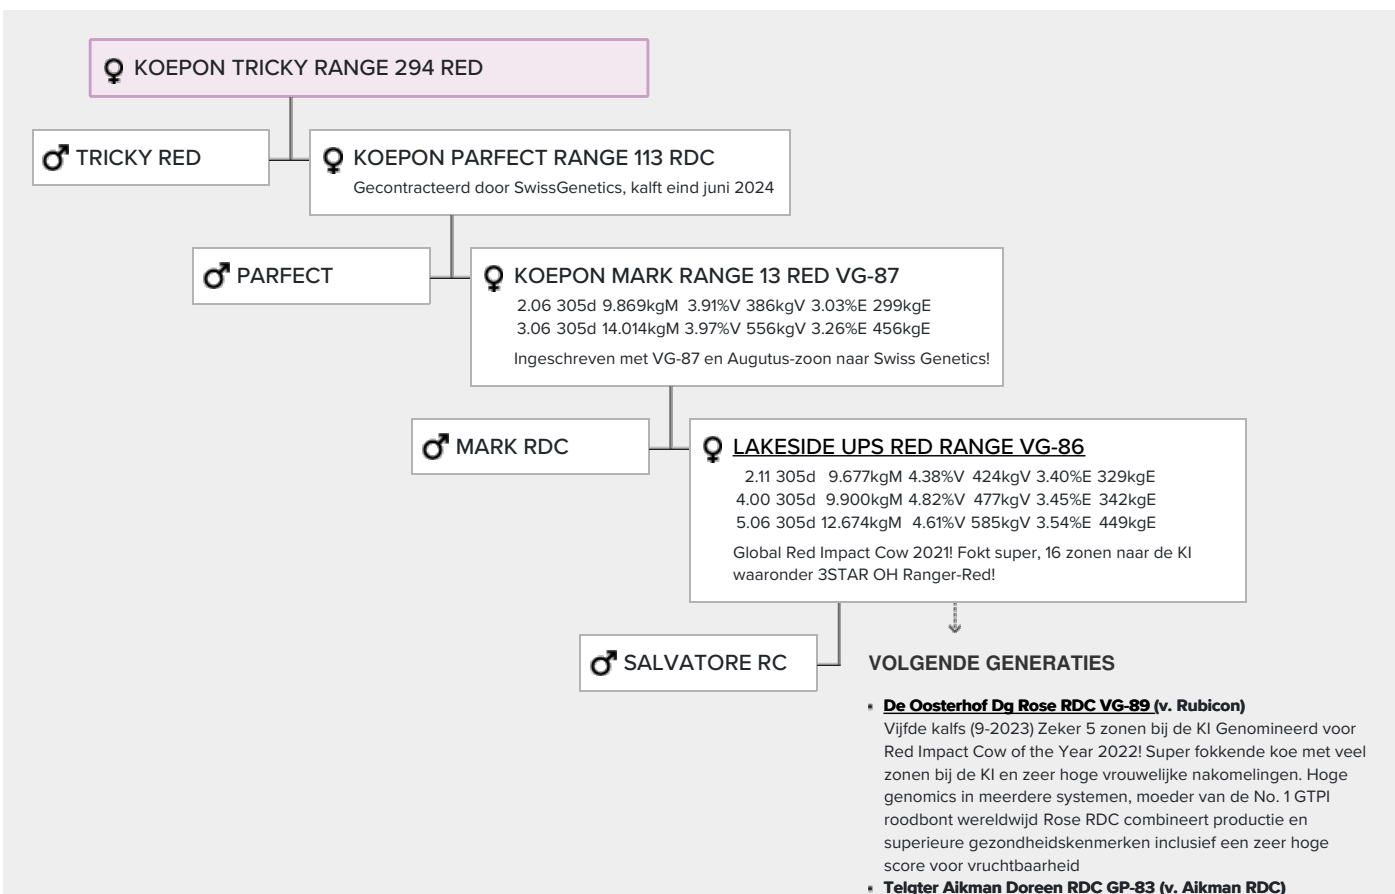 KOEPON TRICKY RANGE 294 RED
TRICKY RED
KOEPON PARFECT RANGE 113 RDC
Gecontracteerd door SwissGenetics, kalft eind juni 2024
PARFECT
KOEPON MARK RANGE 13 RED VG-87
2.06 305d 9.869kgM 3.91%V 386kgV 3.03%E 299kgE
3.06 305d 14.014kgM 3.97%V 556kgV 3.26%E 456kgE
Ingeschreven met VG-87 en Augutus-zoon naar Swiss Genetics!
MARK RDC
LAKESIDE UPS RED RANGE VG-86
2.11 305d 9.677kgM 4.38%V 424kgV 3.40%E 329kgE
4.00 305d 9.900kgM 4.82%V 477kgV 3.45%E 342kgE
5.06 305d 12.674kgM 4.61%V 585kgV 3.54%E 449kgE
Global Red Impact Cow 2021! Fokt super, 16 zonen naar de KI
waaronder 3STAR OH Ranger-Red!
SALVATORE RC
VOLGENDE GENERATIES
De Oosterhof Dg Rose RDC VG-89 (v. Rubicon)
Vijfde kalfs (9-2023) Zeker 5 zonen bij de KI Genomineerd voor
Red Impact Cow of the Year 2022! Super fokkende koe met veel
zonen bij de KI en zeer hoge vrouwelijke nakomelingen. Hoge
genomics in meerdere systemen, moeder van de No. 1 GTPI
roodbont wereldwijd Rose RDC combineert productie en
superieure gezondheidskenmerken inclusief een zeer hoge
score voor vruchtbaarheid
Telgter Aikman Doreen RDC GP-83 (v. Aikman RDC)